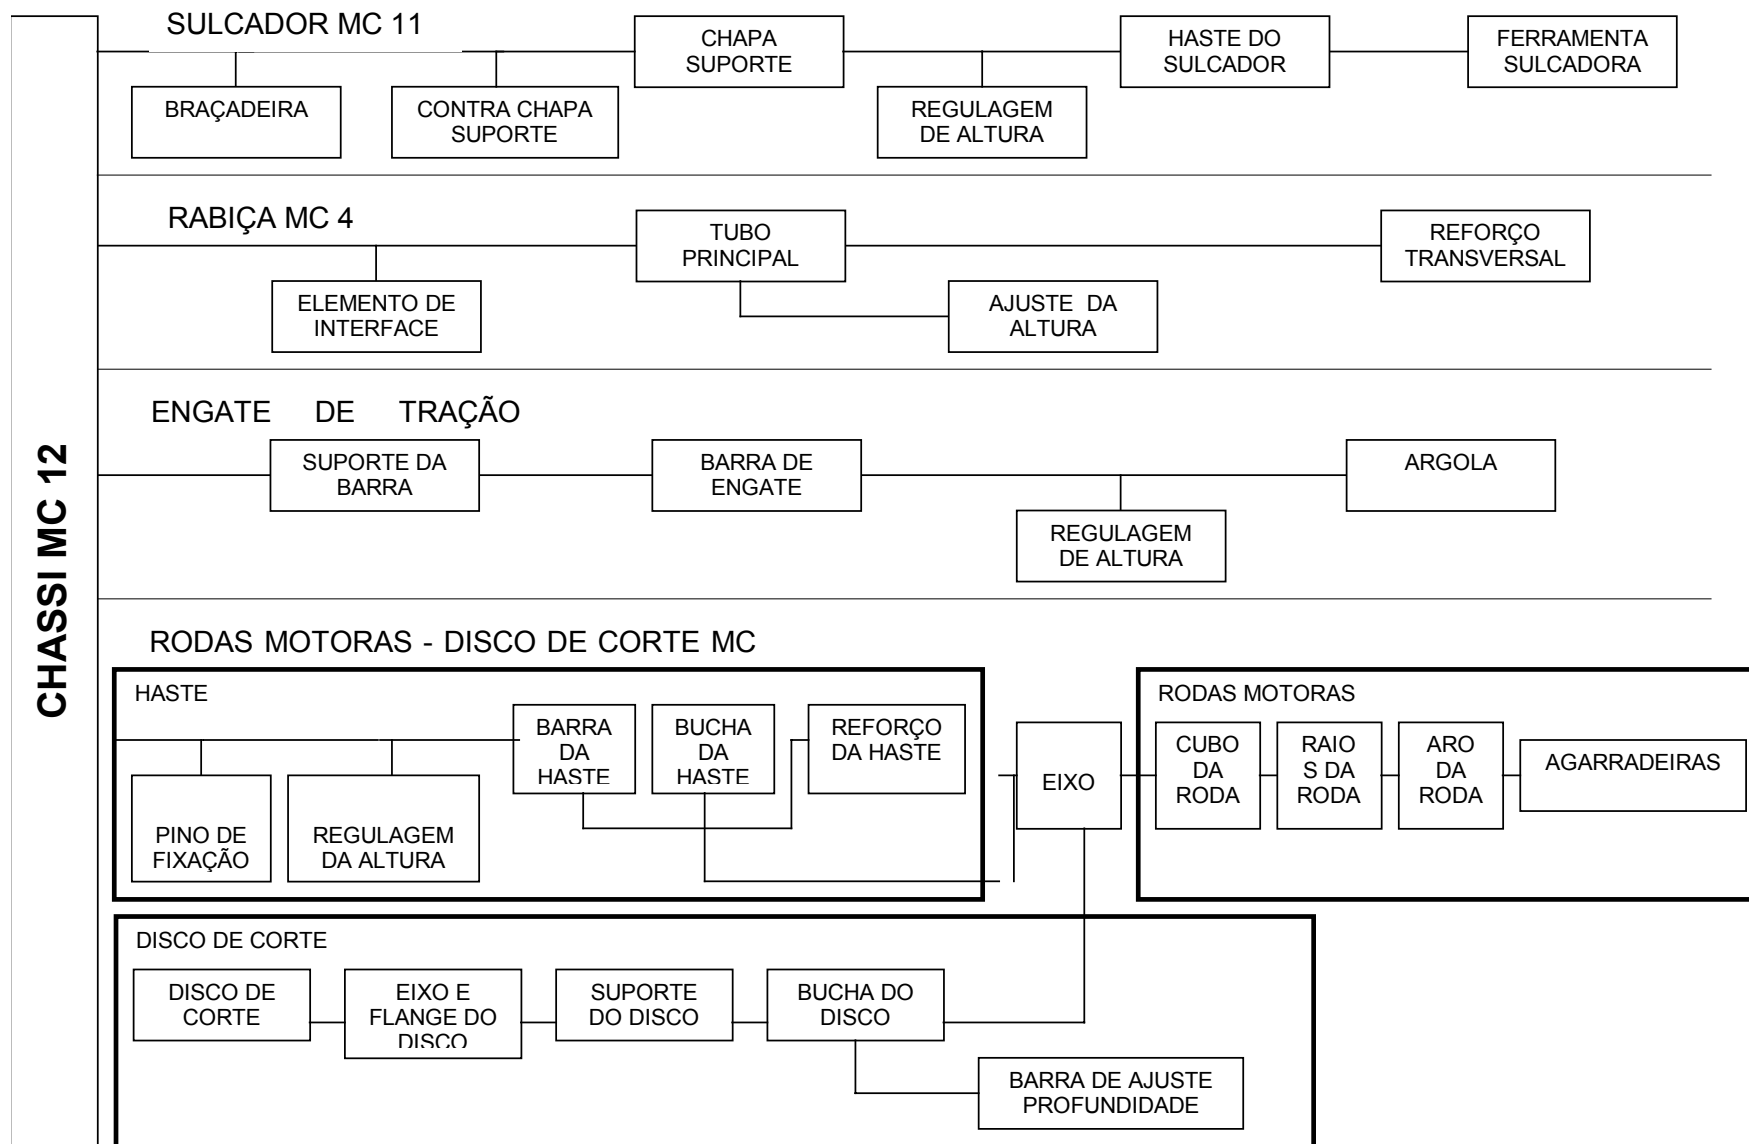 SULCADOR MC 11
CHAPA
SUPORTE
HASTE DO
SULCADOR
FERRAMENTA
SULCADORA
BRAÇADEIRA
CONTRA CHAPA
SUPORTE
REGULAGEM
DE ALTURA
RABIÇA MC 4
TUBO
PRINCIPAL
REFORÇO
TRANSVERSAL
ELEMENTO DE
INTERFACE
AJUSTE DA
ALTURA
ENGATE DE TRAÇÃO
SUPORTE DA
BARRA
BARRA DE
ENGATE
ARGOLA
REGULAGEM
DE ALTURA
CHASSI MC 12
RODAS MOTORAS - DISCO DE CORTE MC
HASTE
BARRA
DA
HASTE
BUCHA
DA
HASTE
REFORÇO
DA HASTE
PINO DE
FIXAÇÃO
REGULAGEM
DA ALTURA
EIXO
RODAS MOTORAS
CUBO
DA
RODA
RAIO
S DA
RODA
ARO
DA
RODA
AGARRADEIRAS
DISCO DE CORTE
DISCO DE
CORTE
EIXO E
FLANGE DO
DISCO
SUPORTE
DO DISCO
BUCHA DO
DISCO
BARRA DE AJUSTE
PROFUNDIDADE